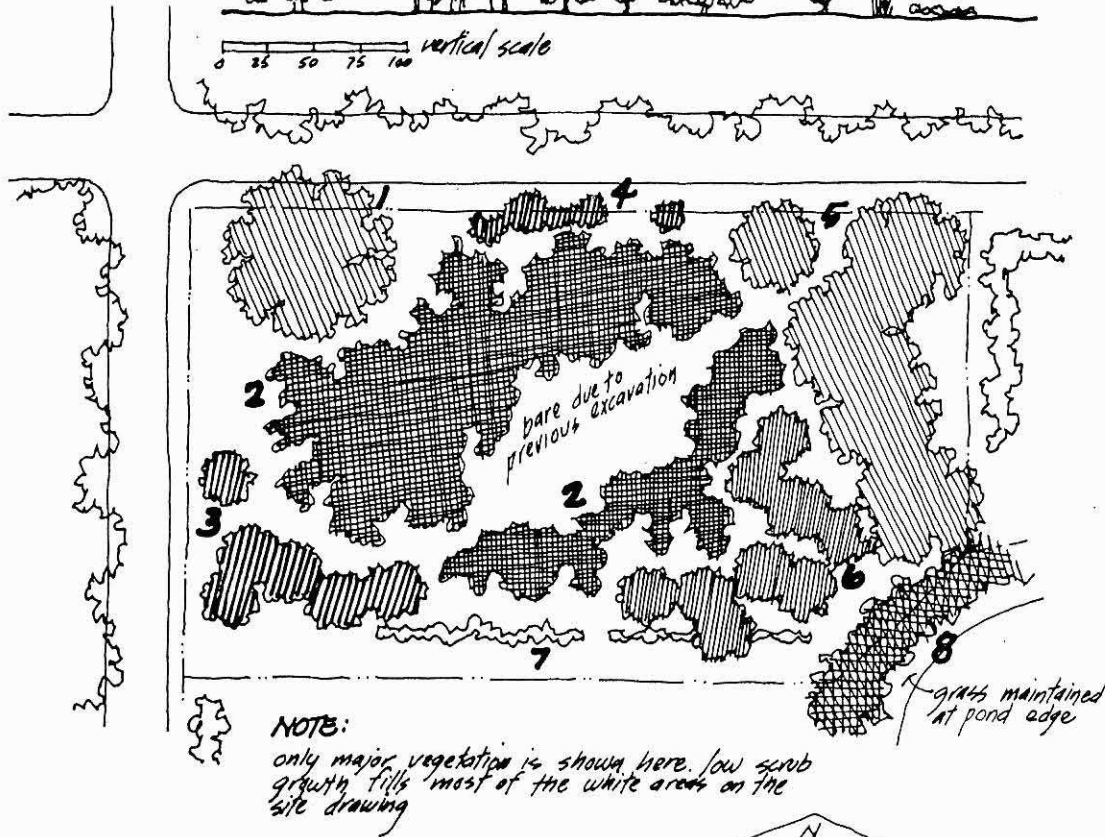 vertical scale
0 25 50 75 100
1
4
5
2
bare due to
previous excavation
2
3
6
7
8
grass maintained
at pond edge
NOTE:
only major vegetation is shown here. low scrub
growth fills most of the white areas on the
site drawing
N